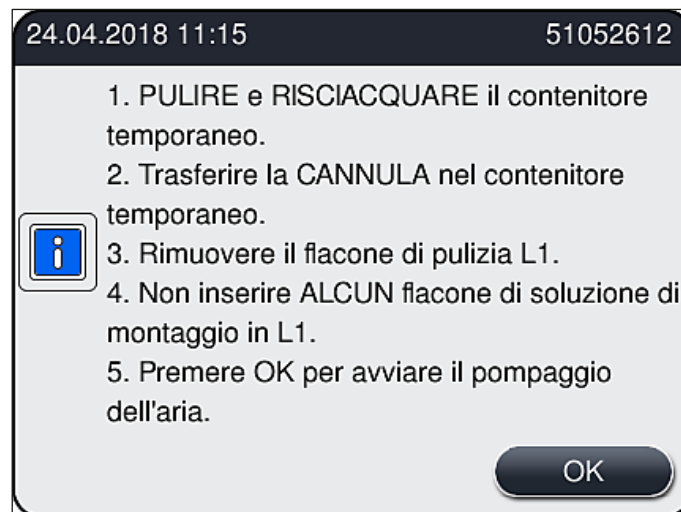 24.04.2018 11:15 51052612
1. PULIRE e RISCIACQUARE il contenitore
temporaneo.
2. Trasferire la CANNULA nel contenitore
temporaneo.
3. Rimuovere il flacone di pulizia L1.
4. Non inserire ALCUN flacone di soluzione di
montaggio in L1.
5. Premere OK per avviare il pompaggio
dell'aria.
i
OK